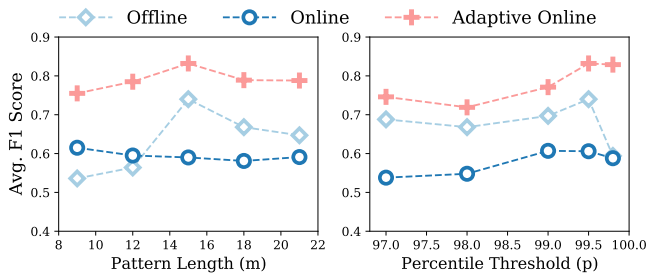 Offline Online Adaptive Online
Avg. F1 Score
0.9
0.8
0.7
0.6
0.5
0.4
8 10 12 14 16 18 20 22
Pattern Length (m)
0.9
0.8
0.7
0.6
0.5
0.4
97.0 97.5 98.0 98.5 99.0 99.5 100.0
Percentile Threshold (p)